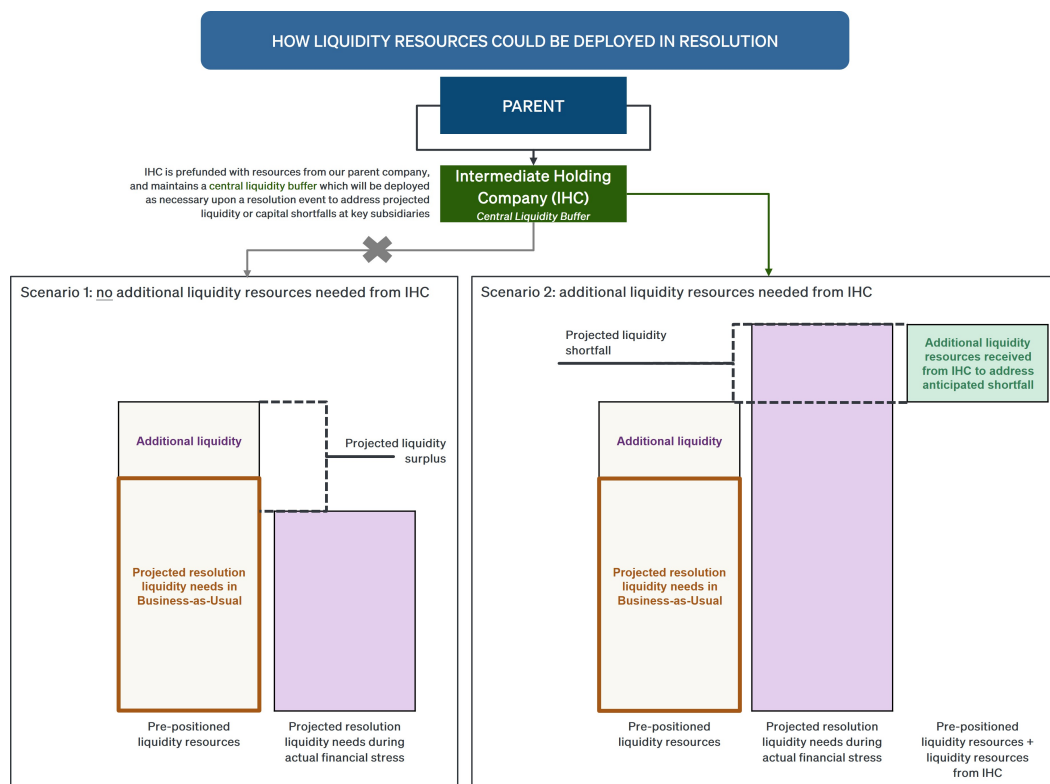 HOW LIQUIDITY RESOURCES COULD BE DEPLOYED IN RESOLUTION
PARENT
IHC is prefunded with resources from our parent company,
and maintains a central liquidity buffer which will be deployed
as necessary upon a resolution event to address projected
liquidity or capital shortfalls at key subsidiaries
Intermediate Holding
Company (IHC)
Central Liquidity Buffer
Scenario 1: no additional liquidity resources needed from IHC
Additional liquidity
Projected liquidity
surplus
Projected resolution
liquidity needs in
Business-as-Usual
Pre-positioned
liquidity resources
Projected resolution
liquidity needs during
actual financial stress
Scenario 2: additional liquidity resources needed from IHC
Projected liquidity
shortfall
Additional liquidity
resources received
from IHC to address
anticipated shortfall
Additional liquidity
Projected resolution
liquidity needs in
Business-as-Usual
Pre-positioned
liquidity resources
Projected resolution
liquidity needs during
actual financial stress
Pre-positioned
liquidity resources +
liquidity resources
from IHC